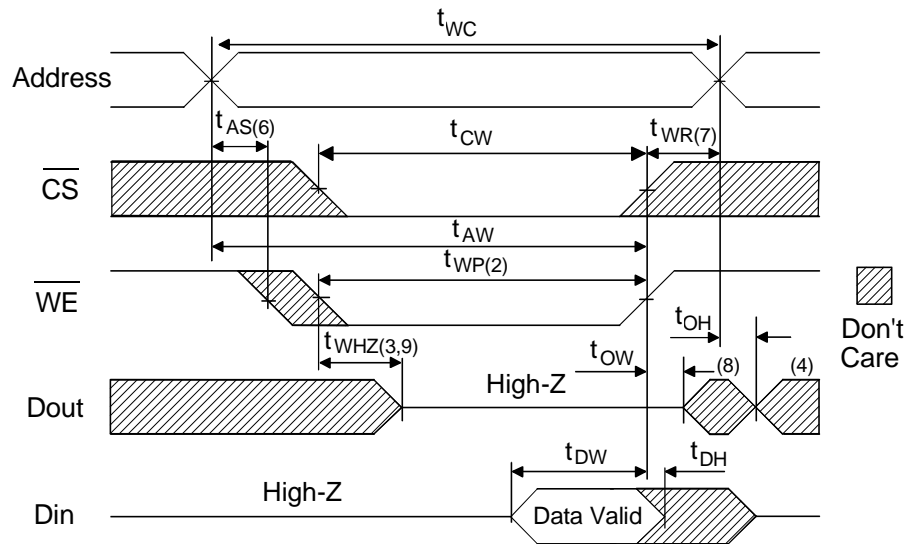 tWC
Address
tAS(6)
tCW
tWR(7)
CS
tAW
tWP(2)
WE
tOH
Don't
Care
tWHZ(3,9)
tOW
(8)
(4)
High-Z
Dout
tDW
tDH
High-Z
Din
Data Valid